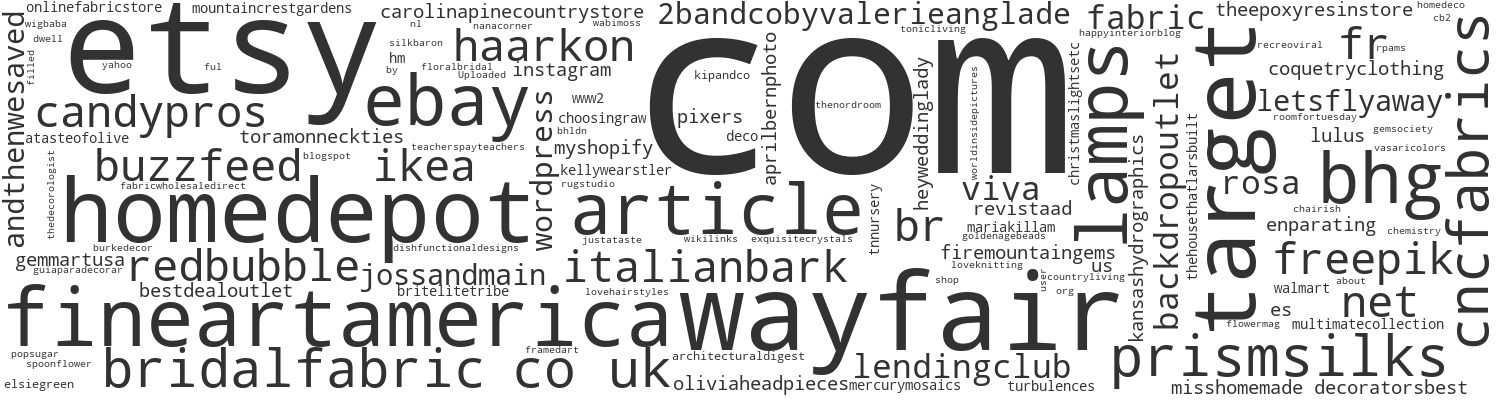 onlinefabricstore
mountaincrestgardens
carolinapinecountrystore
2bandcobyvalerieanglade
fabric
theepoxyresinstore
homedeco
cb2
wigbaba
dwell
filled
etsy
yahoo
ful
nl
nanacorner
wabimoss
silkbaron
haarkon
hm
by
floralbridal
Uploaded
instagram
com
kipandco
thenordroom
pixers
deco
tonicliving
happyinteriorblog
recreoviral
fr
rpams
coquetryclothing
cncfabrics
andthenwesaved
candypros
ebay
www2
choosingraw
bhldn
aprilbernphoto
heyweddinglady
worldinsidepictures
christmaslightsetc
lamps
backdropoutlet
target
letsflyaway
roomfortuesday
lulus
gemsociety
vasaricolors
atasteofolive
toramonneckties
teacherspayteachers
wordpress
myshopify
kellywearstler
rugstudio
thedecorologist
buzzfeed
blogspot
ikea
fabricwholesaledirect
homedepot
article
viva
revistaad
mariakillam
goldenagebeads
br
tnnursery
kansashydrographics
thehousethatlarsbuilt
rosa
bhg
chairish
enparating
chemistry
burkedecor
dishfunctionaldesigns
justataste
wikilinks
exquisitecrystals
firemountaingems
loveknitting
us
gemmartusa
guiaparadecorar
redbubble
jossandmain
italianbark
shop
user
countryliving
org
freepik
about
walmart
net
es
bestdealoutlet
britelitetribe
lovehairstyles
fineartamerica
wayfair
flowermag
multimatecollection
popsugar
spoonflower
elsiegreen
bridalfabric
co
uk
framedart
architecturaldigest
oliviaheadpieces
mercurymosaics
lendingclub
turbulences
prismsilks
misshomemade
decoratorsbest